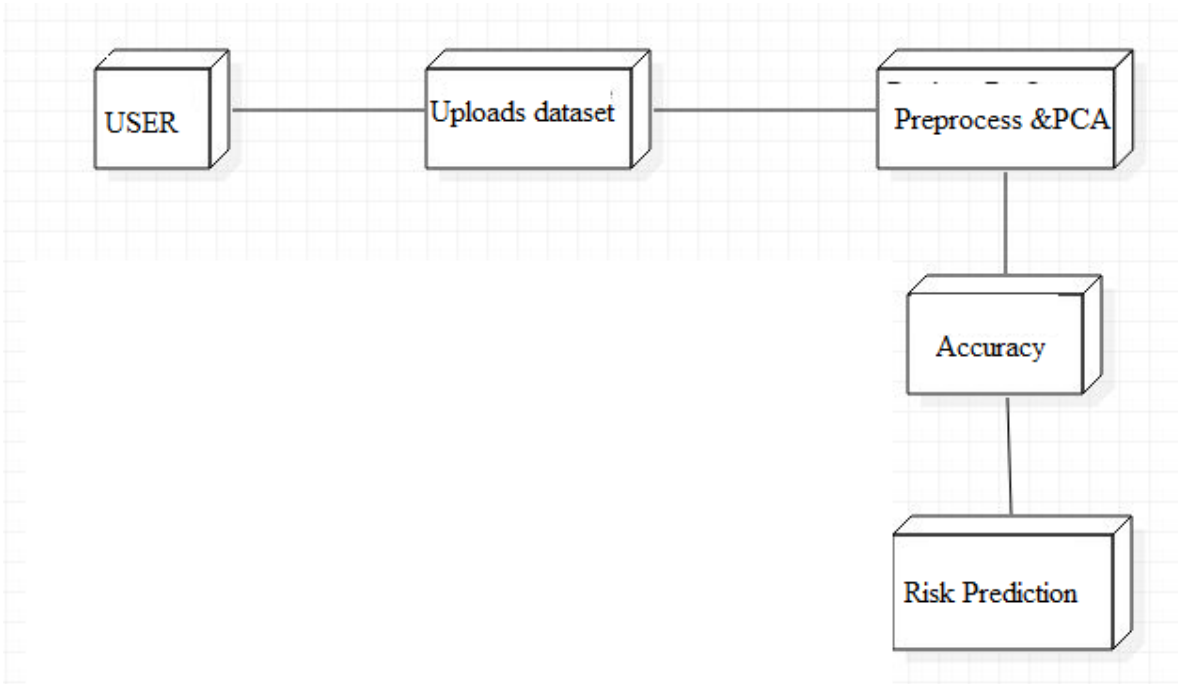 USER
Uploads dataset
Preprocess &PCA
Accuracy
Risk Prediction